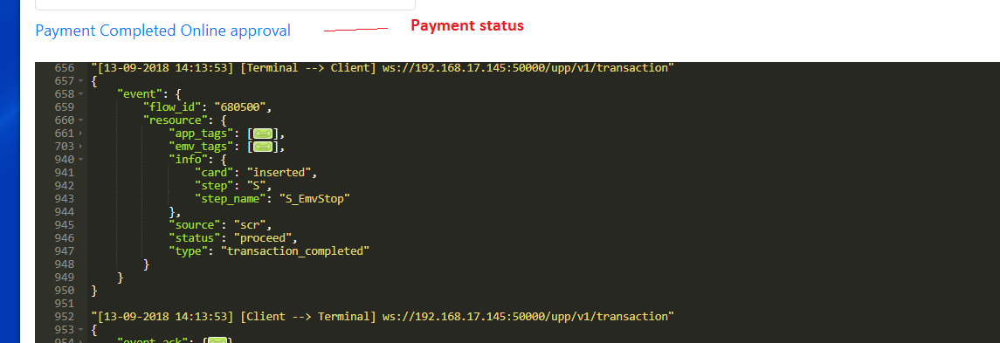 Payment Completed Online approval Payment status
656 "[13-09-2018 14:13:53] [Terminal --> Client] ws://192.168.17.145:50000/upp/v1/transaction"
657 {
658 "event": {
659 "flow_id": "680500",
660 "resource": {
661 "app_tags": [],
703 "emv_tags": [],
940 "info": {
941 "card": "inserted",
942 "step": "S",
943 "step_name": "S_EmvStop"
944 },
945 "source": "scr",
946 "status": "proceed",
947 "type": "transaction_completed"
948 }
949 }
950 }
951
952 "[13-09-2018 14:13:53] [Client --> Terminal] ws://192.168.17.145:50000/upp/v1/transaction"
953 {
954 "event_ack": {}